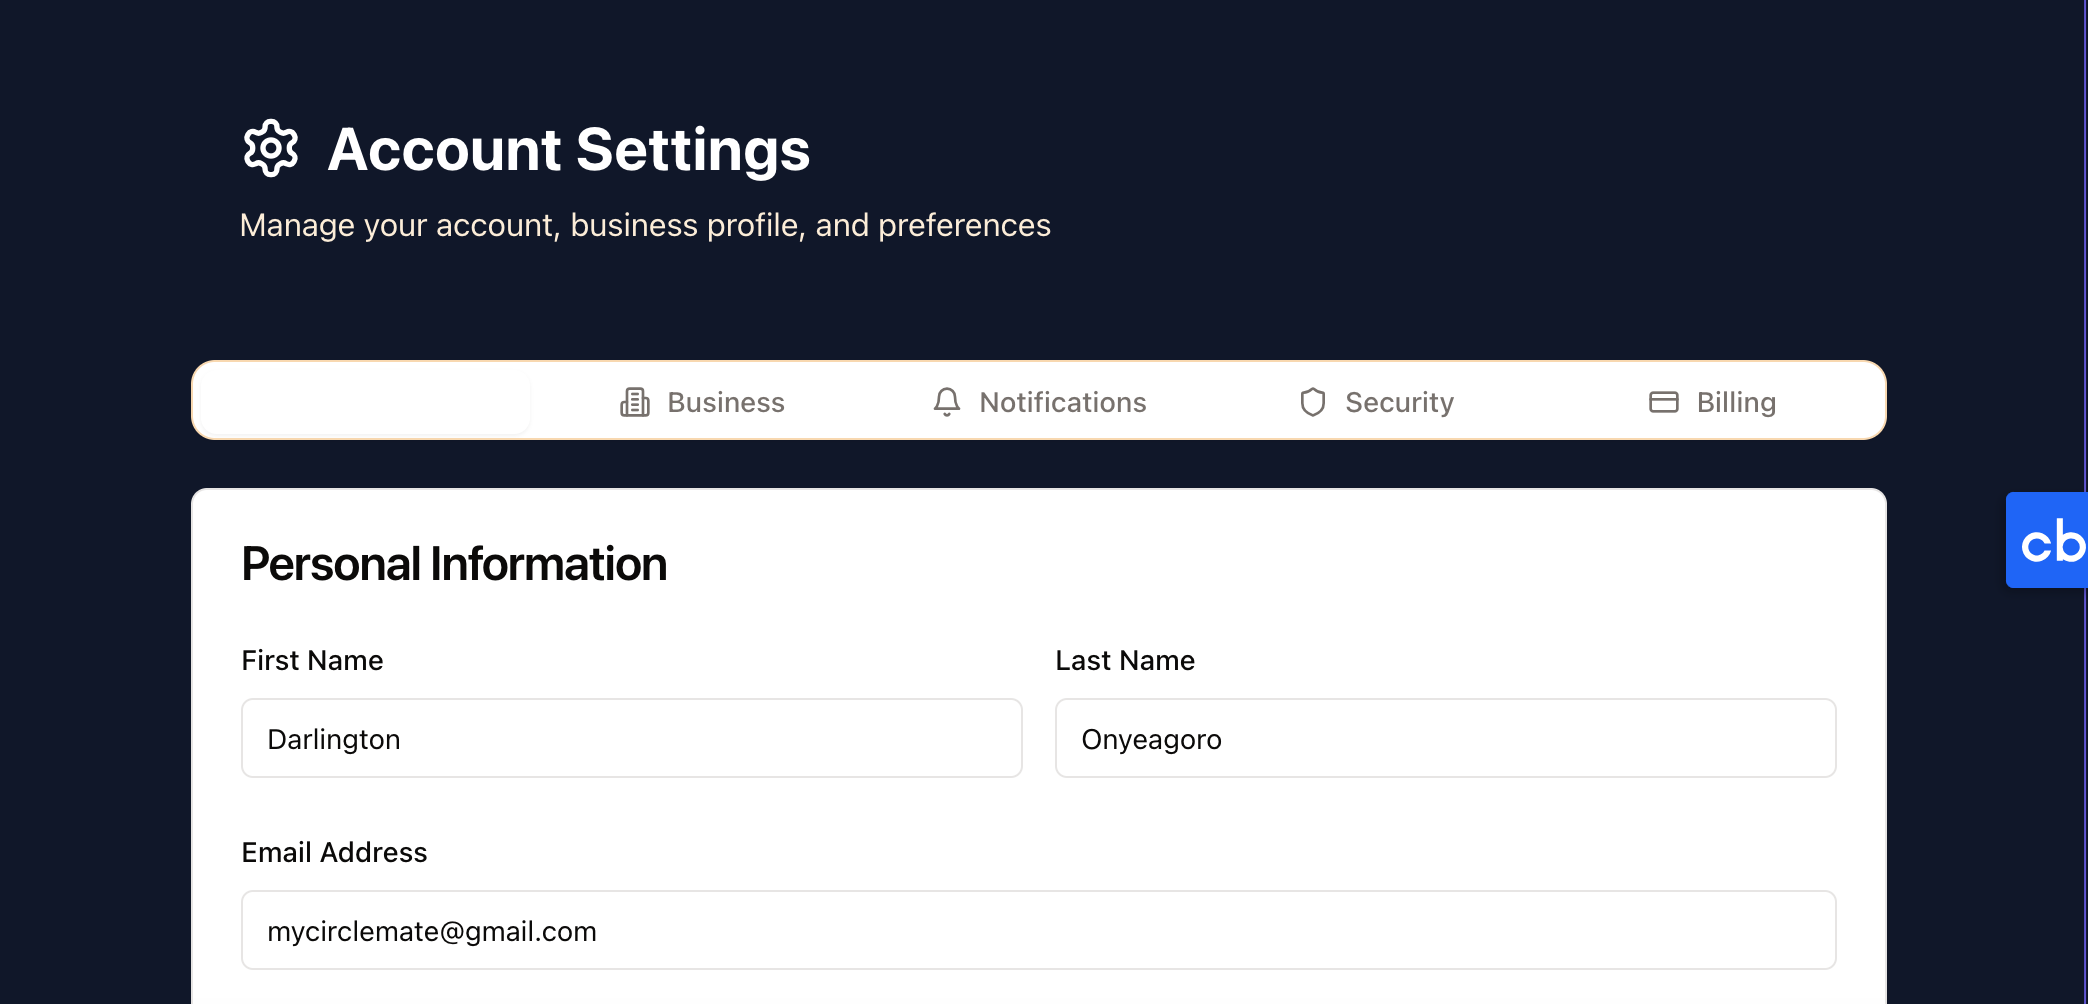 Account Settings
Manage your account, business profile, and preferences
Business Notifications Security Billing
Personal Information
First Name Last Name
Darlington Onyeagoro
Email Address
mycirclemate@gmail.com
cb